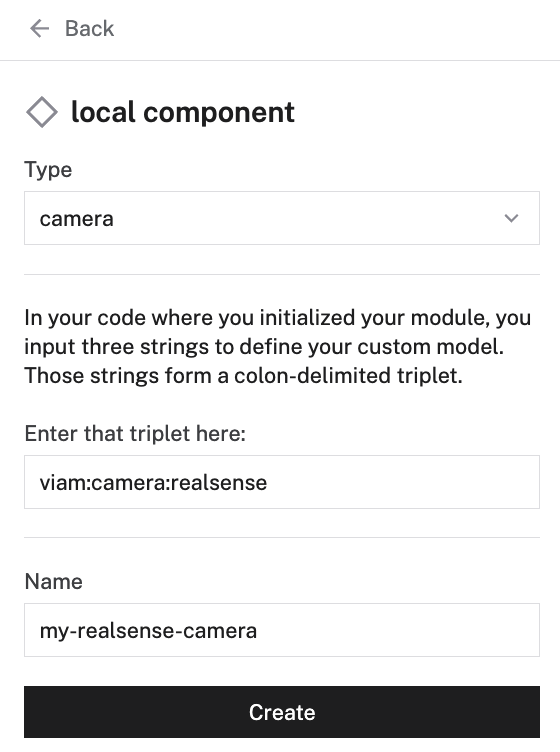 Back
local component
Type
camera
In your code where you initialized your module, you
input three strings to define your custom model.
Those strings form a colon-delimited triplet.
Enter that triplet here:
viam:camera:realsense
Name
my-realsense-camera
Create